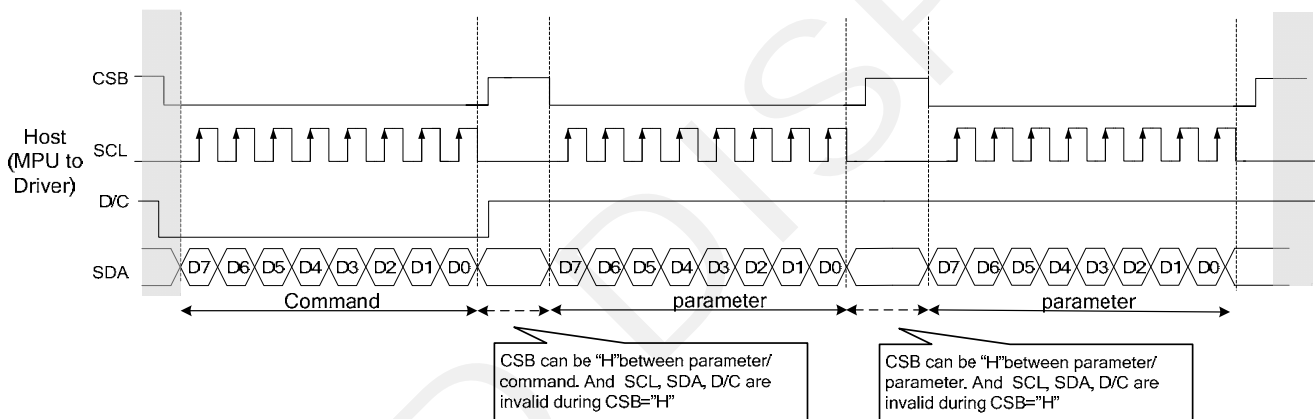 CSB
Host
(MPU to
Driver)
SCL
D/C
SDA
D7 D6 D5 D4 D3 D2 D1 D0
D7 D6 D5 D4 D3 D2 D1 D0
D7 D6 D5 D4 D3 D2 D1 D0
Command
parameter
parameter
CSB can be “H”between parameter/
command. And SCL, SDA, D/C are
invalid during CSB=”H”
CSB can be “H”between parameter/
parameter. And SCL, SDA, D/C are
invalid during CSB=”H”